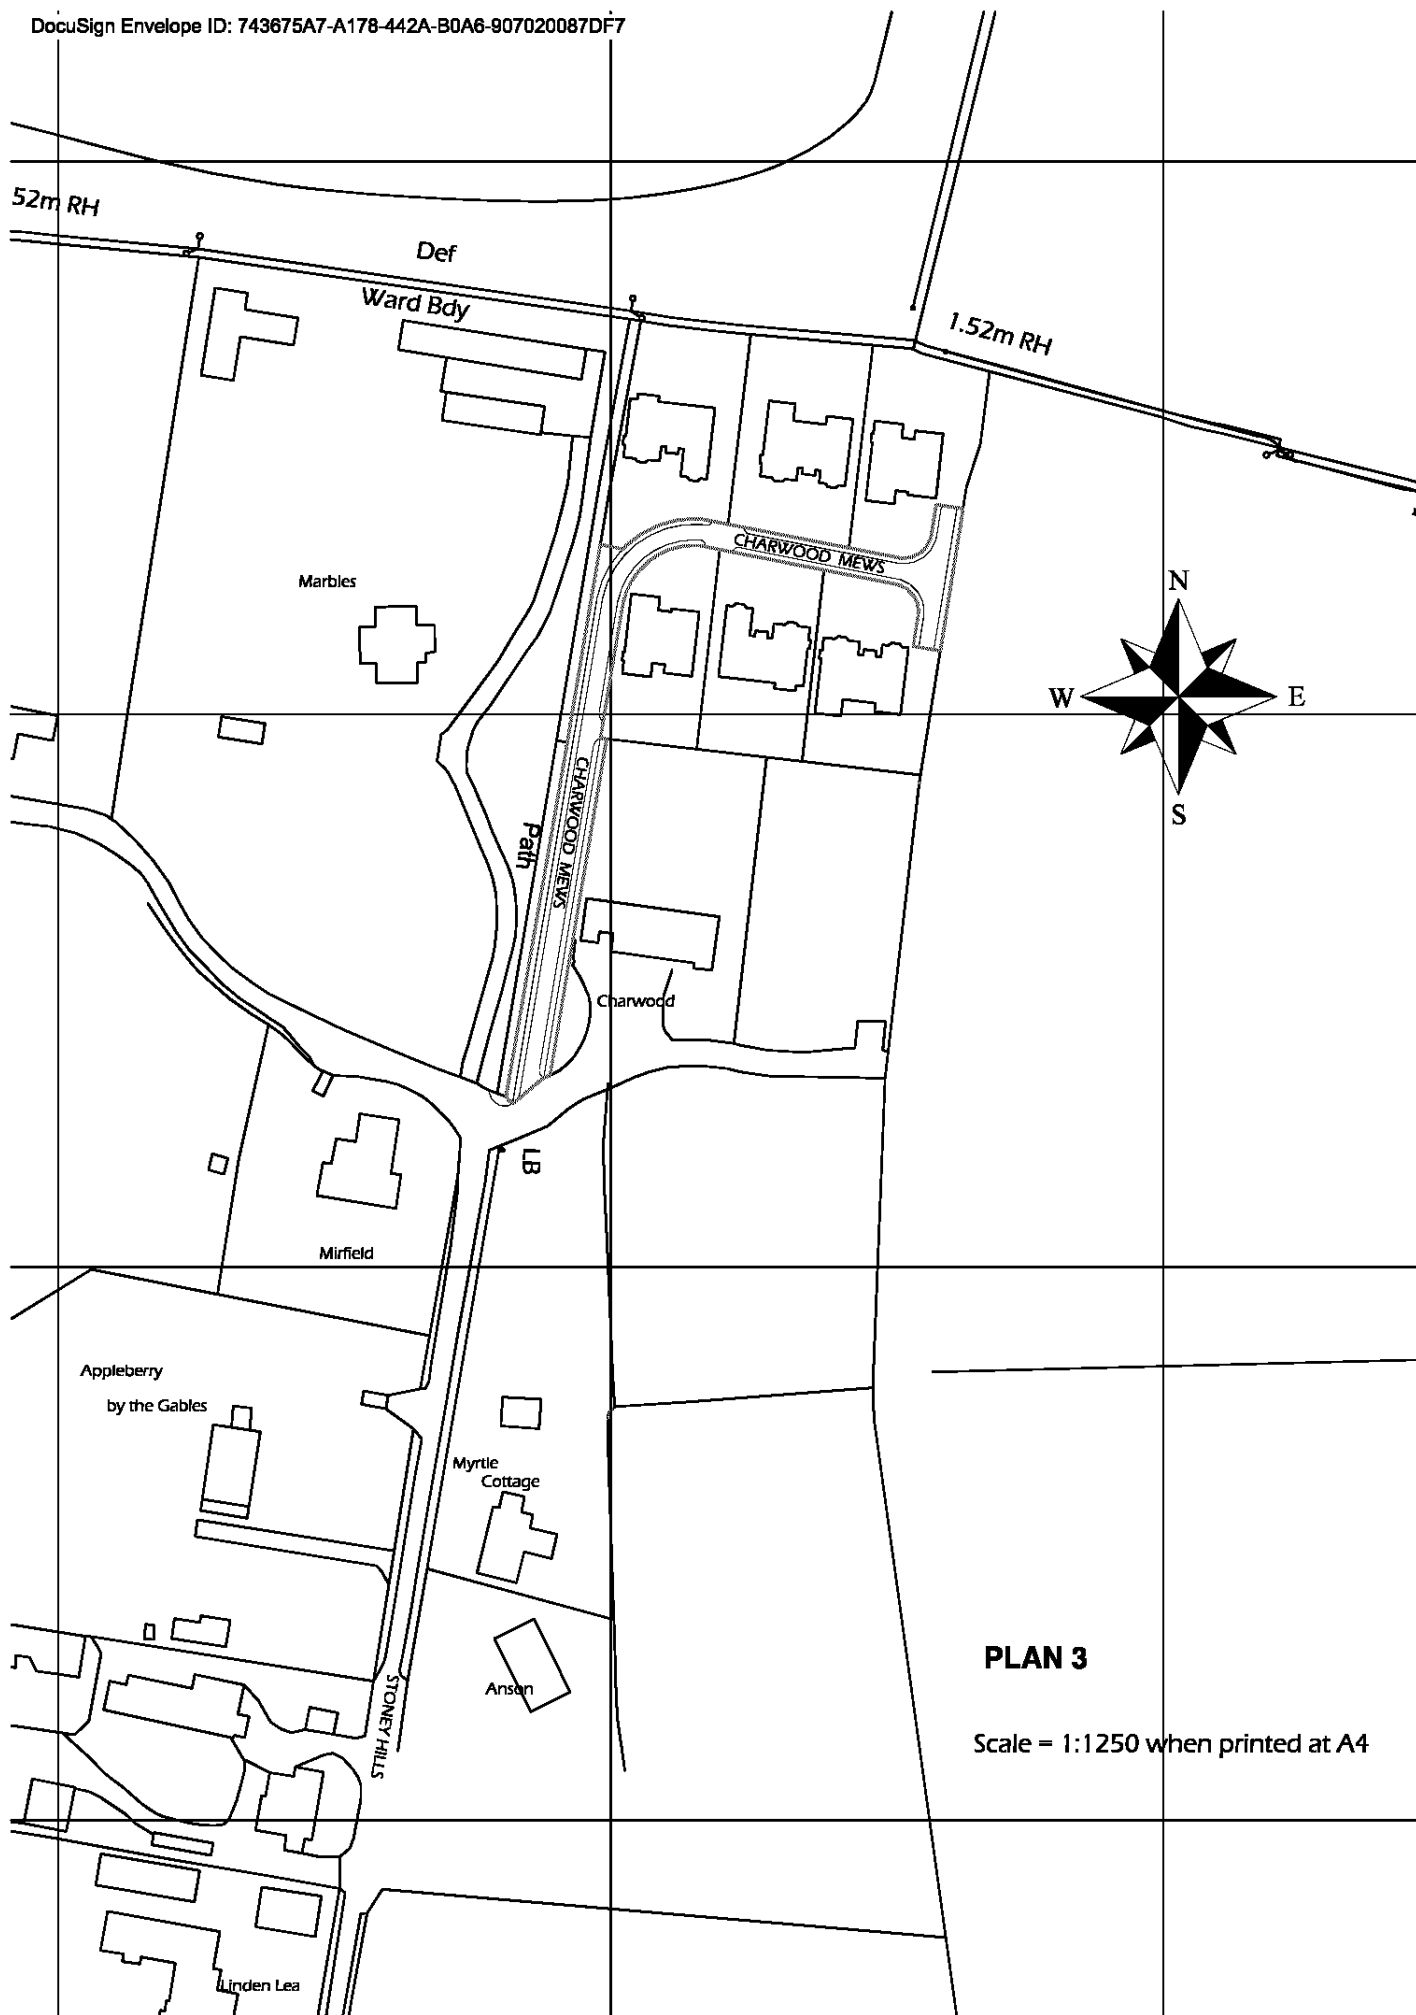 DocuSign Envelope ID: 743675A7-A178-442A-B0A6-907020087DF7
52m RH
Def
Ward Bdy
1.52m RH
CHARWOOD MEWS
Marbles
N
W
E
S
CHARWOOD MEWS
Path
Charwood
LB
Mirfield
Appleberry
by the Gables
Myrtle
Cottage
PLAN 3
Anson
STONEY HILLS
Scale = 1:1250 when printed at A4
Linden Lea